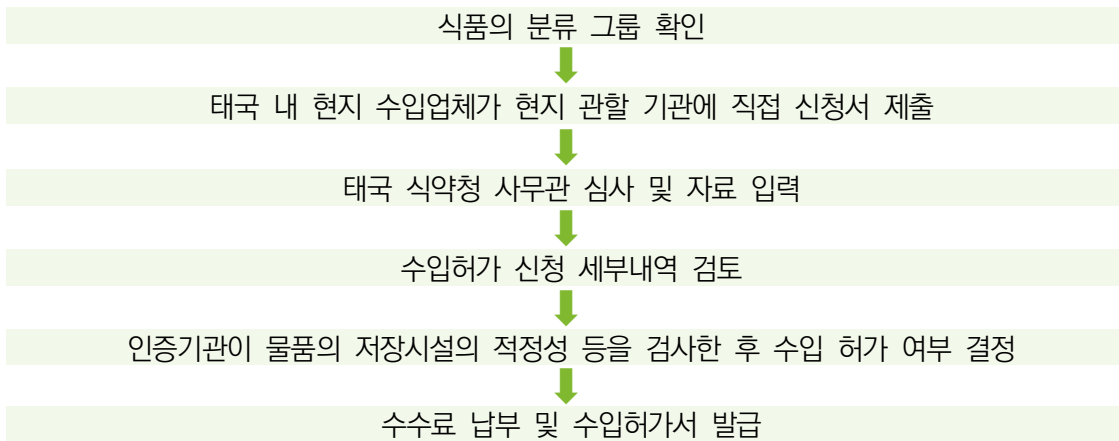 식품의 분류 그룹 확인
태국 내 현지 수입업체가 현지 관할 기관에 직접 신청서 제출
태국 식약청 사무관 심사 및 자료 입력
수입허가 신청 세부내역 검토
인증기관이 물품의 저장시설의 적정성 등을 검사한 후 수입 허가 여부 결정
수수료 납부 및 수입허가서 발급